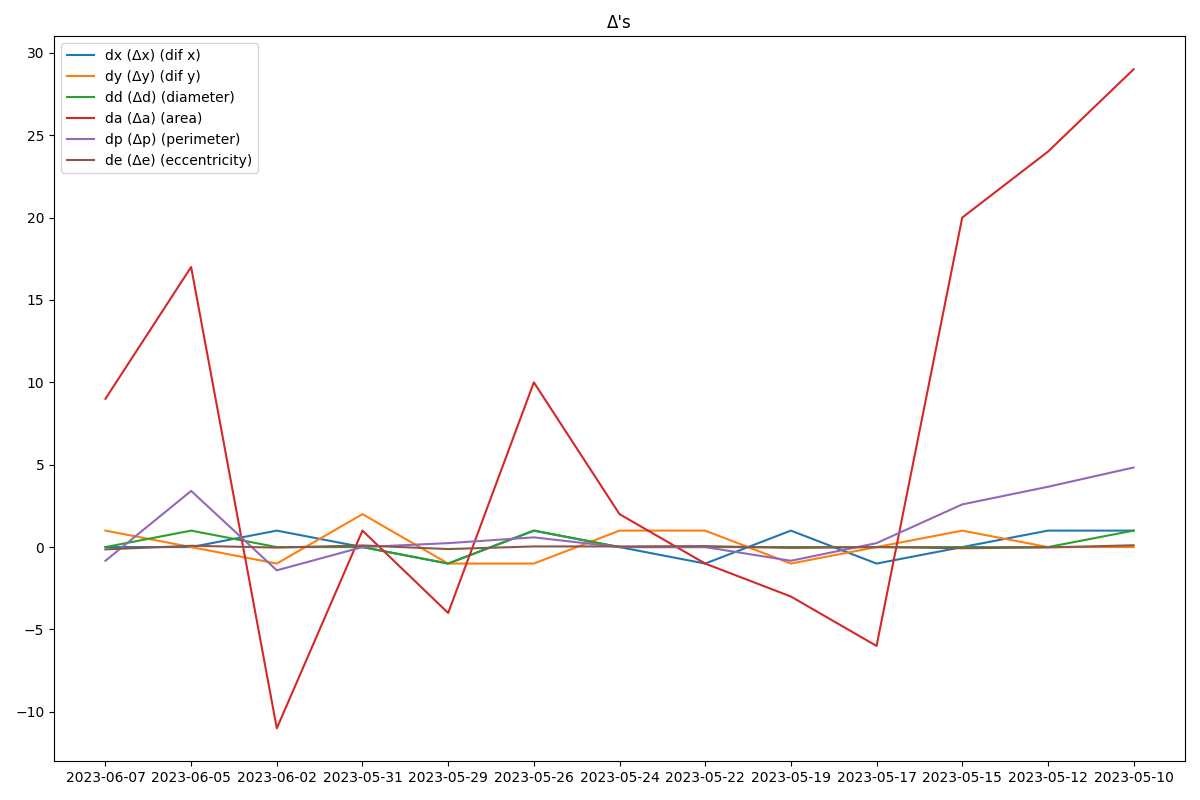 Δ's
dx (Δx) (dif x)
dy (Δy) (dif y)
dd (Δd) (diameter)
da (Δa) (area)
dp (Δp) (perimeter)
de (Δe) (eccentricity)
30
25
20
15
10
5
0
−5
−10
2023-06-07 2023-06-05 2023-06-02 2023-05-31 2023-05-29 2023-05-26 2023-05-24 2023-05-22 2023-05-19 2023-05-17 2023-05-15 2023-05-12 2023-05-10